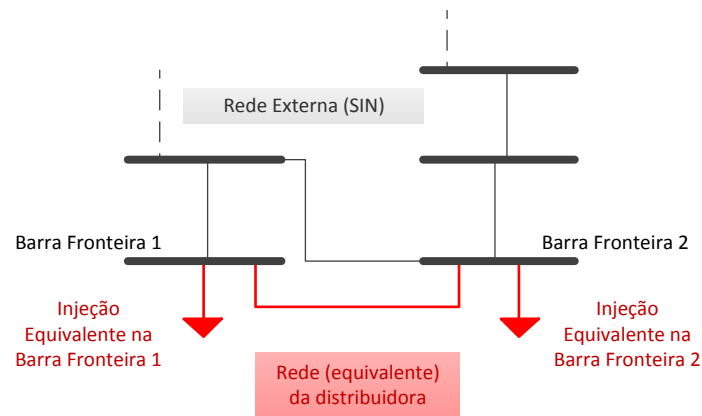 Rede Externa (SIN)
Barra Fronteira 1
Barra Fronteira 2
Injeção
Equivalente na
Barra Fronteira 1
Injeção
Equivalente na
Barra Fronteira 2
Rede (equivalente)
da distribuidora